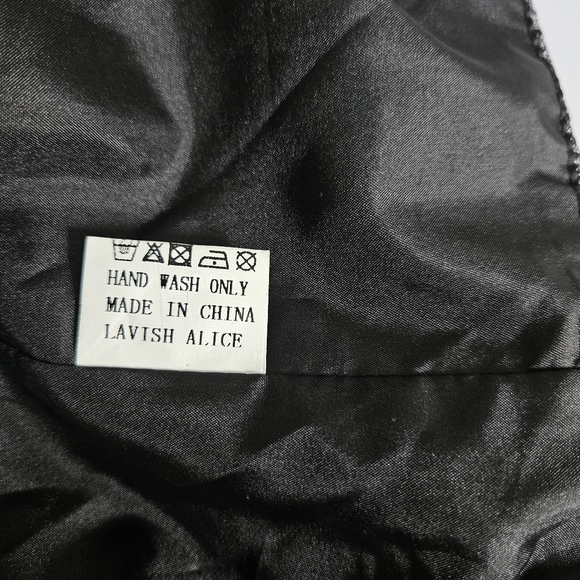 HAND WASH ONLY
MADE IN CHINA
LAVISH ALICE